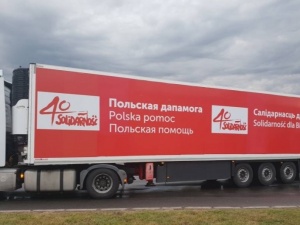 40 SOLIDARNOŚĆ
Польская дапамога
Polska pomoc
Польская помощь
40 SOLIDARNOŚĆ
Салідарнасць д
Solidarność dla B